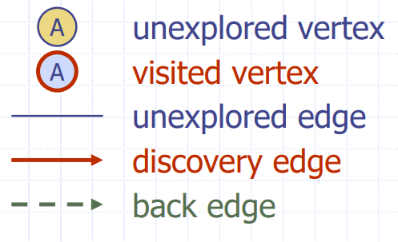 A unexplored vertex
A visited vertex
unexplored edge
discovery edge
back edge